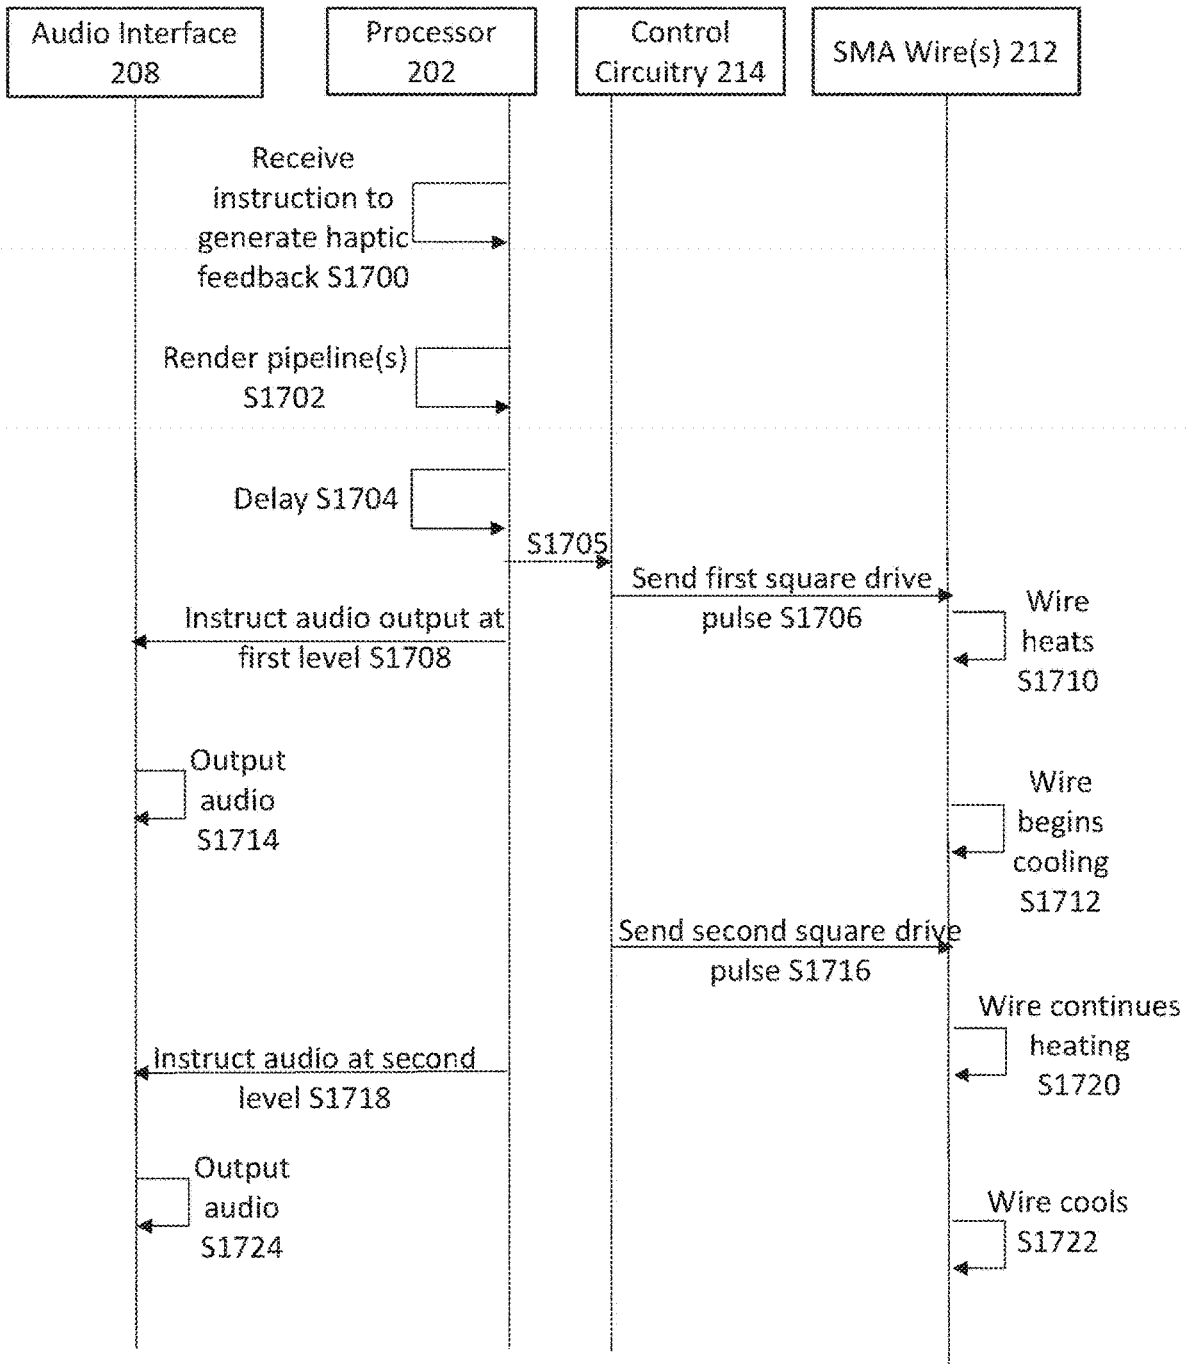 Audio Interface
208
Processor
202
Control
Circuitry 214
SMA Wire(s) 212
Receive
instruction to
generate haptic
feedback S1700
Render pipeline(s)
S1702
Delay S1704
S1705
Send first square drive
pulse S1706
Instruct audio output at
first level S1708
Wire
heats
S1710
Output
audio
S1714
Wire
begins
cooling
S1712
Send second square drive
pulse S1716
Wire continues
heating
S1720
Instruct audio at second
level S1718
Output
audio
S1724
Wire cools
S1722